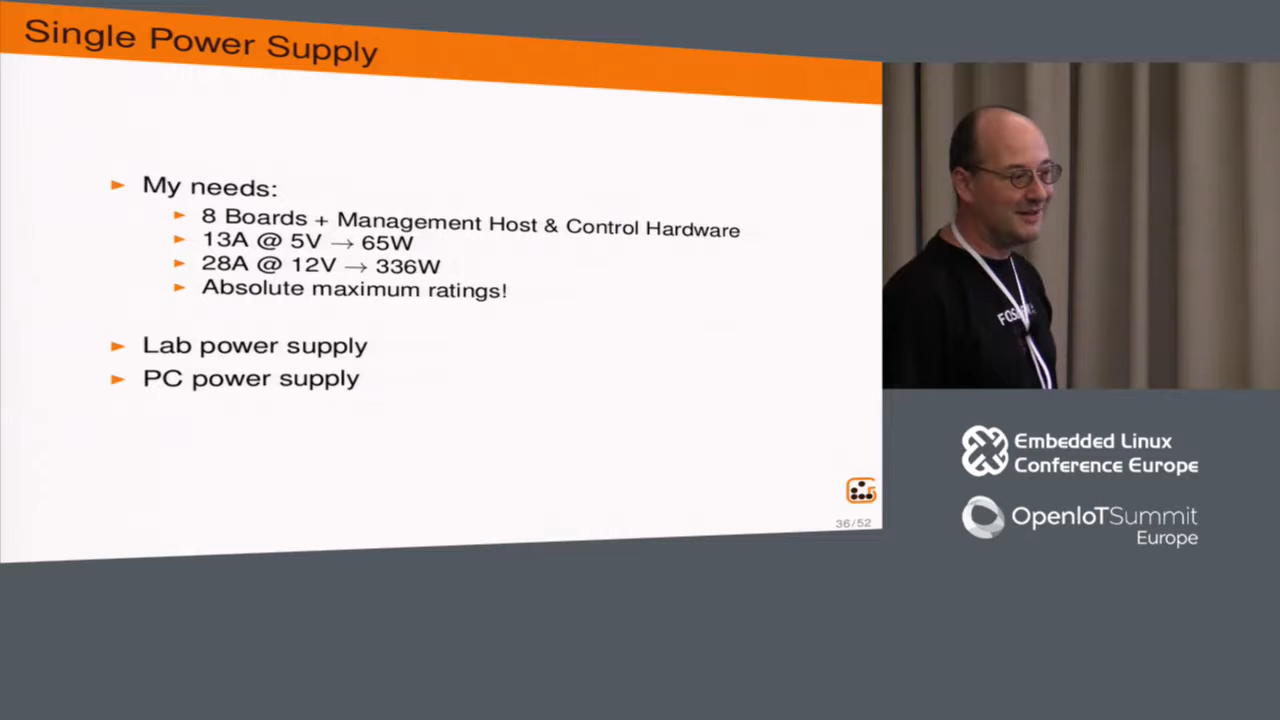 Single Power Supply
My needs:
8 Boards + Management Host & Control Hardware
13A @ 5V → 65W
28A @ 12V → 336W
Absolute maximum ratings!
Lab power supply
PC power supply
36/52
Embedded Linux
Conference Europe
OpenIoTSummit
Europe